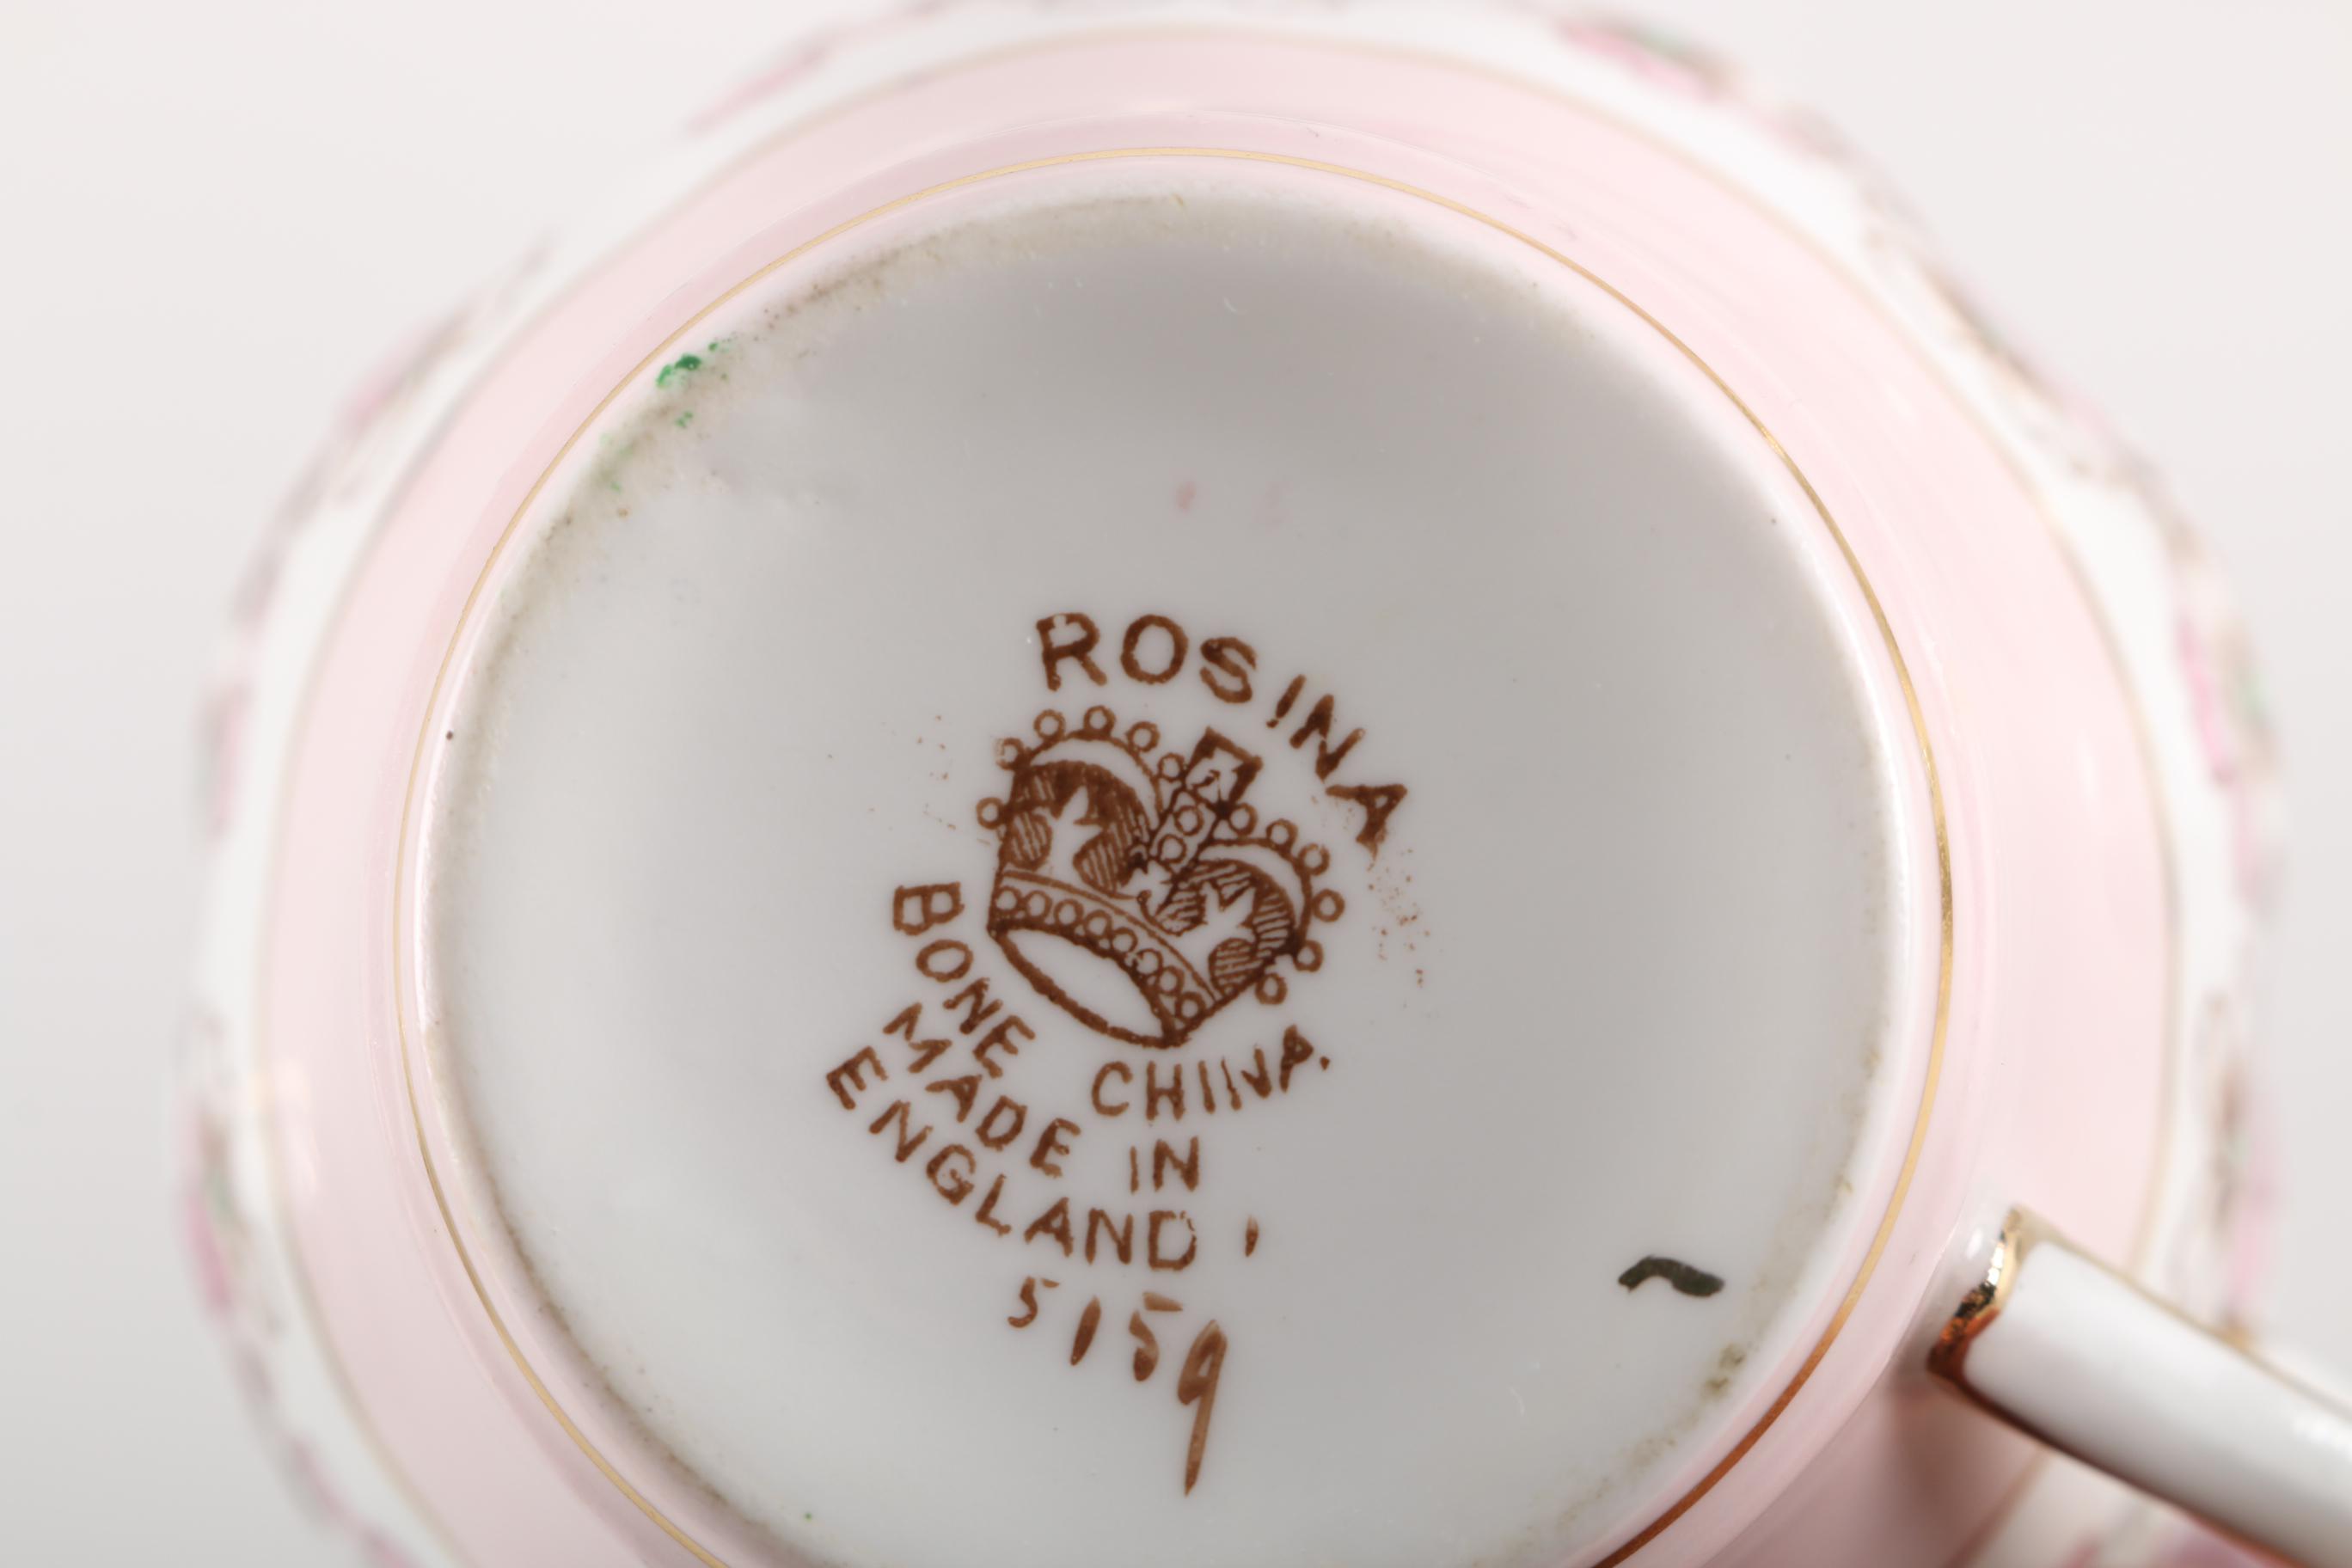 ROSINA
BONE CHINA.
MADE IN
ENGLAND
5159